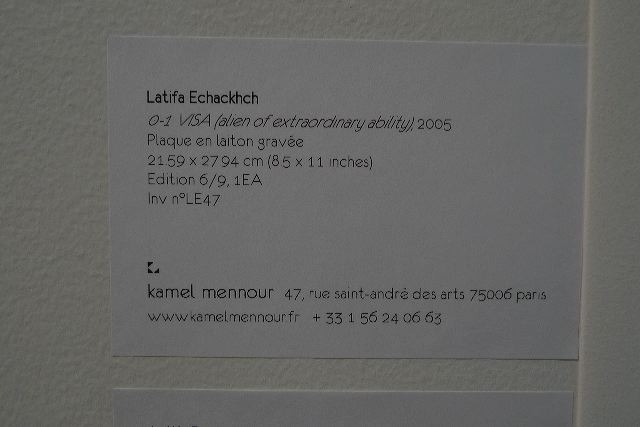 Latifa Echackhch
0-1 VISA (alien of extraordinary ability), 2005
Plaque en laiton gravée
21.59 x 27.94 cm (8.5 x 11 inches)
Edition 6/9, 1EA
Inv n°LE47
kamel mennour 47, rue saint-andré des arts 75006 paris
www.kamelmennour.fr + 33 1 56 24 06 63